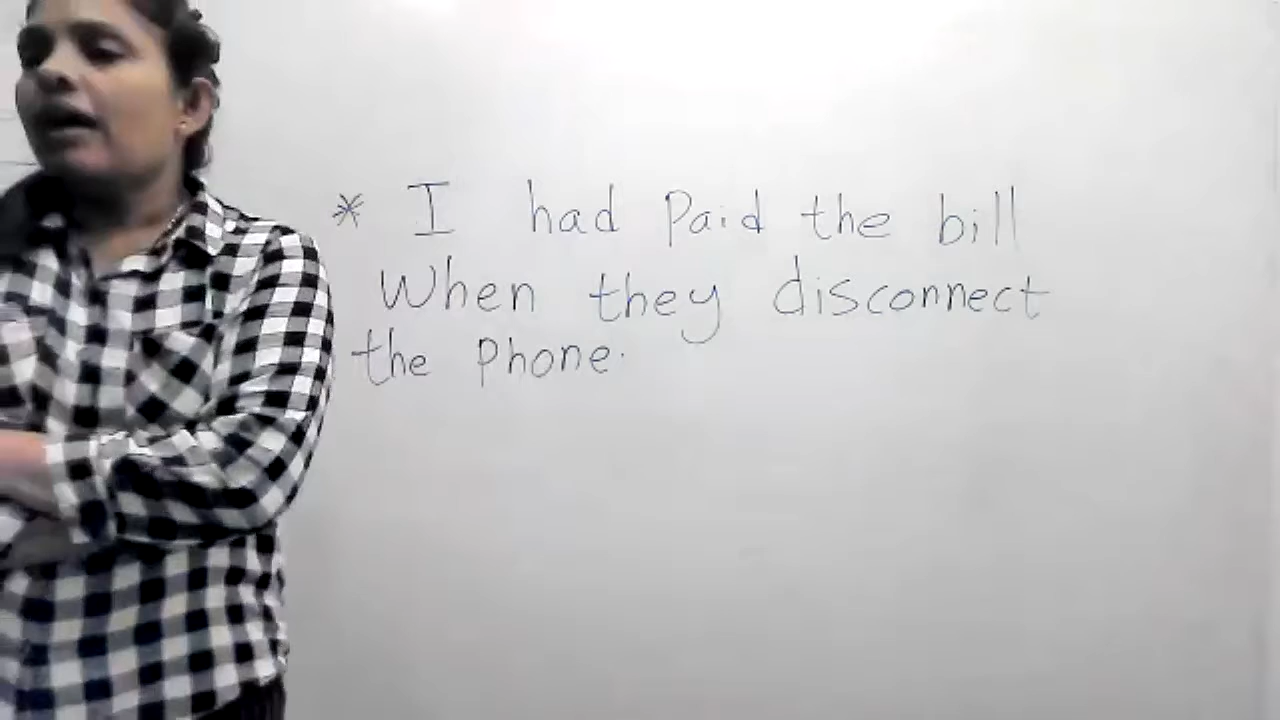 * I had Paid the bill
When they disconnect
the Phone.